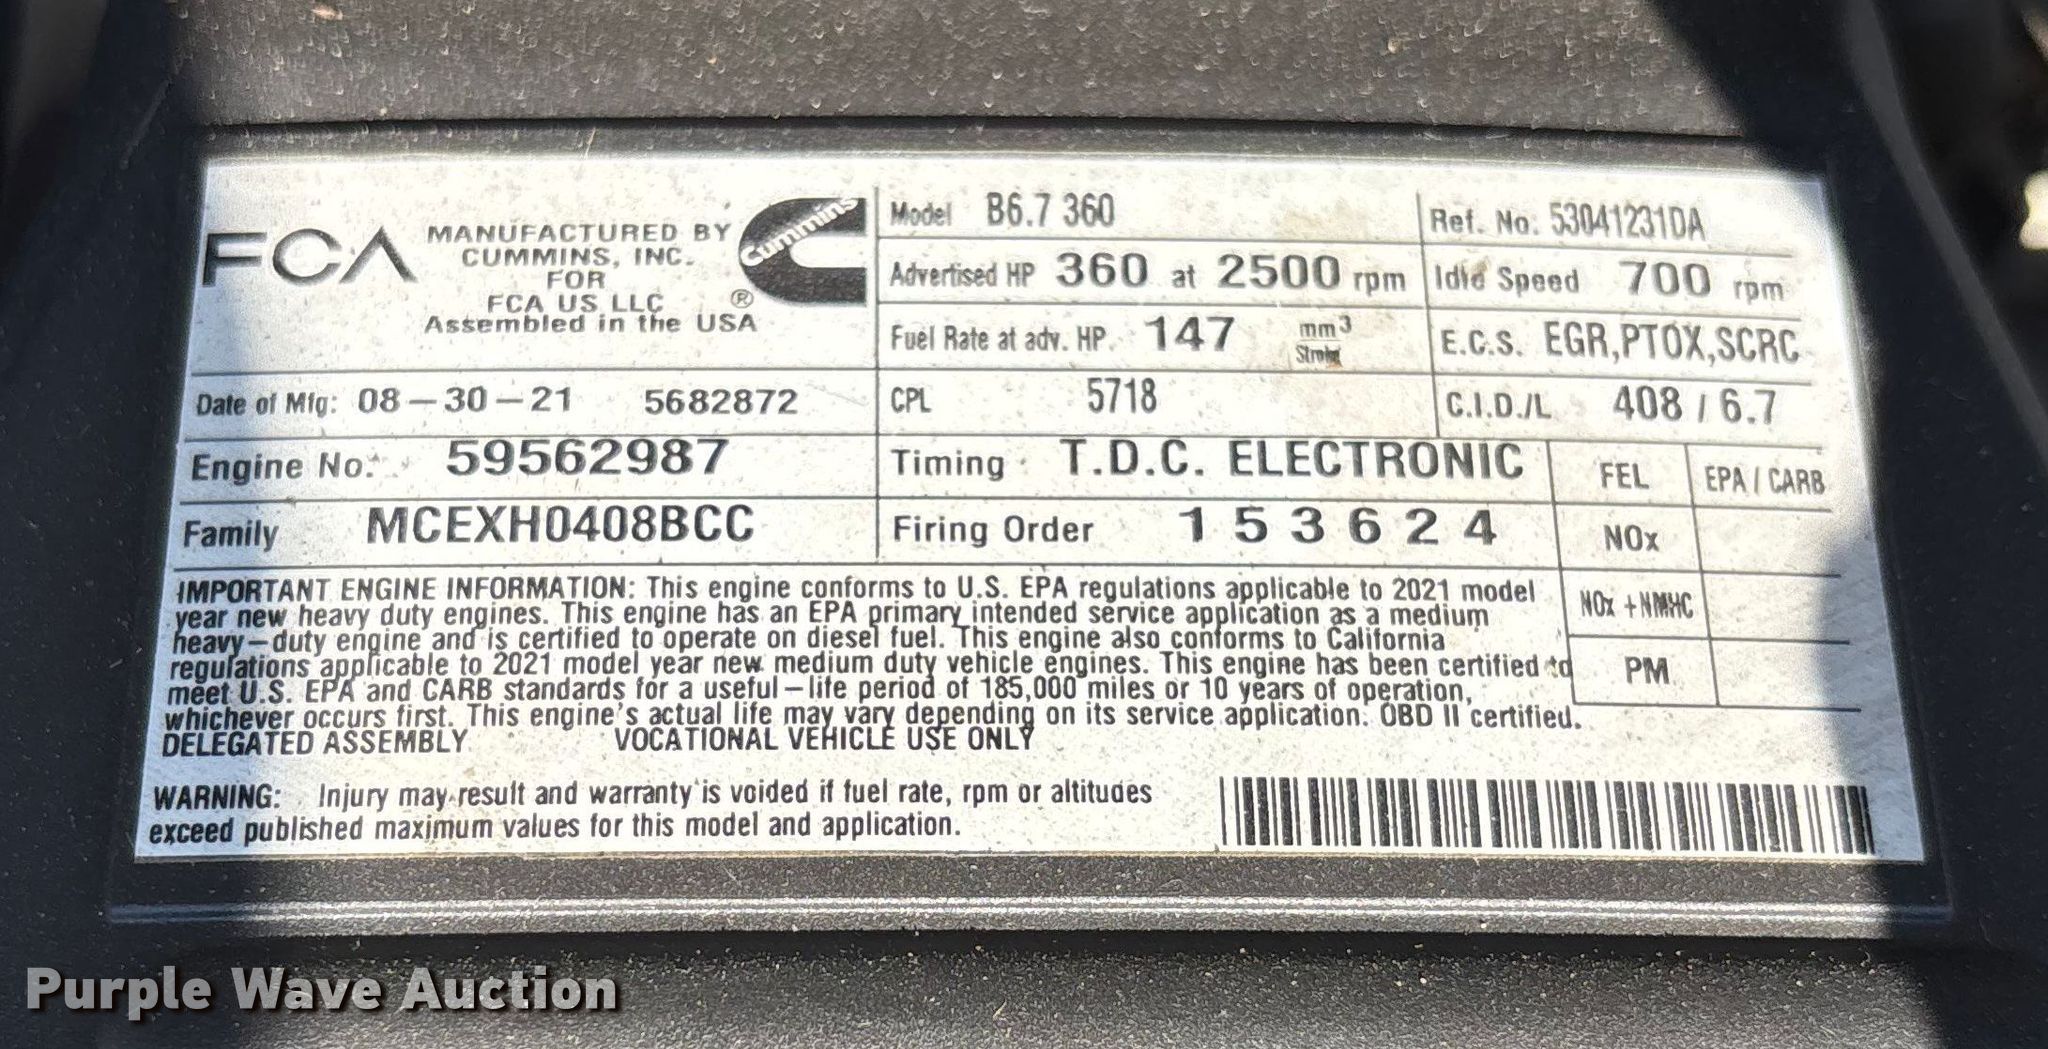 FCA
MANUFACTURED BY
CUMMINS, INC.
FOR
FCA US LLC
Assembled in the USA
Cummins
®
Model B6.7 360
Ref. No. 53041231DA
Advertised HP 360 at 2500 rpm
Idle Speed 700 rpm
Fuel Rate at adv. HP. 147 mm3
Stroke
E.C.S. EGR,PTOX,SCRC
Date of Mfg: 08-30-21 5682872
CPL 5718
C.I.D./L 408 / 6.7
Engine No. 59562987
Timing T.D.C. ELECTRONIC
FEL EPA / CARB
Family MCEXH0408BCC
Firing Order 1 5 3 6 2 4
NOx
NOx +NMHC
PM
IMPORTANT ENGINE INFORMATION: This engine conforms to U.S. EPA regulations applicable to 2021 model
year new heavy duty engines. This engine has an EPA primary intended service application as a medium
heavy-duty engine and is certified to operate on diesel fuel. This engine also conforms to California
regulations applicable to 2021 model year new medium duty vehicle engines. This engine has been certified to
meet U.S. EPA and CARB standards for a useful-life period of 185,000 miles or 10 years of operation,
whichever occurs first. This engine's actual life may vary depending on its service application. OBD II certified.
DELEGATED ASSEMBLY VOCATIONAL VEHICLE USE ONLY
WARNING: Injury may result and warranty is voided if fuel rate, rpm or altitudes
exceed published maximum values for this model and application.
Purple Wave Auction